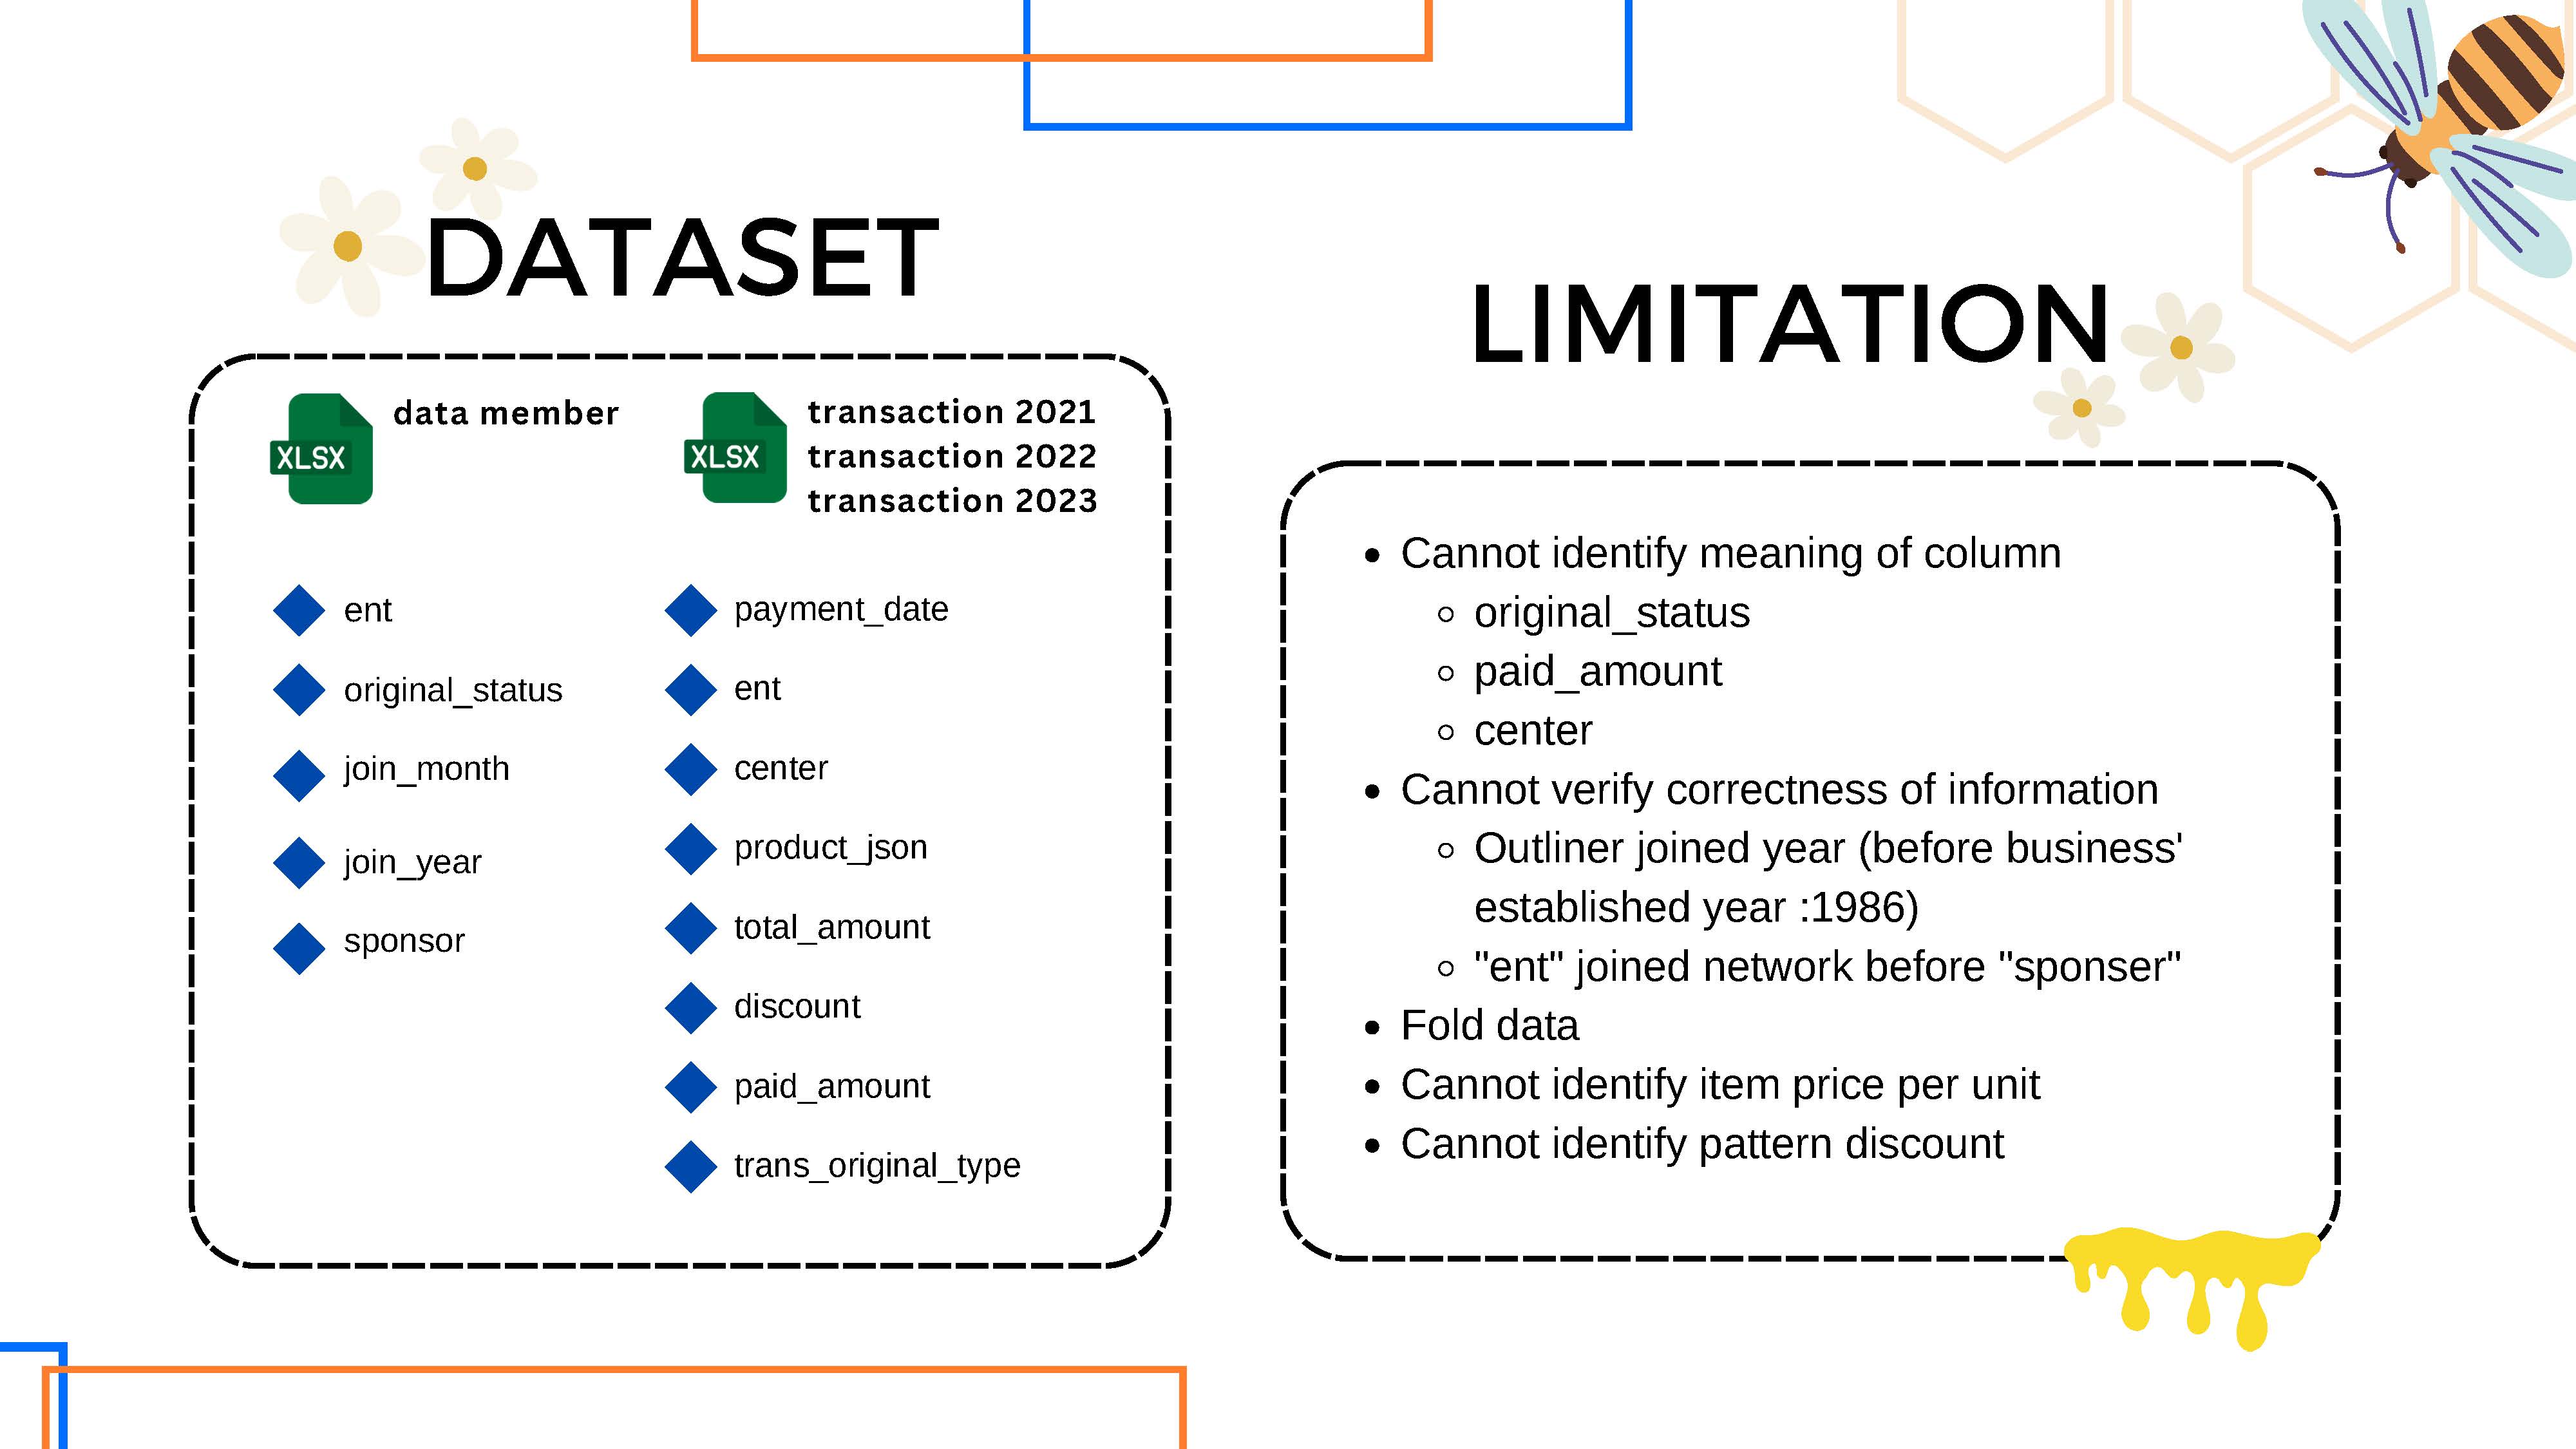 DATASET
XLSX
data member
XLSX
transaction 2021
transaction 2022
transaction 2023
ent
original_status
join_month
join_year
sponsor
payment_date
ent
center
product_json
total_amount
discount
paid_amount
trans_original_type
LIMITATION
• Cannot identify meaning of column
◦ original_status
◦ paid_amount
◦ center
• Cannot verify correctness of information
◦ Outliner joined year (before business'
established year :1986)
◦ "ent" joined network before "sponser"
• Fold data
• Cannot identify item price per unit
• Cannot identify pattern discount